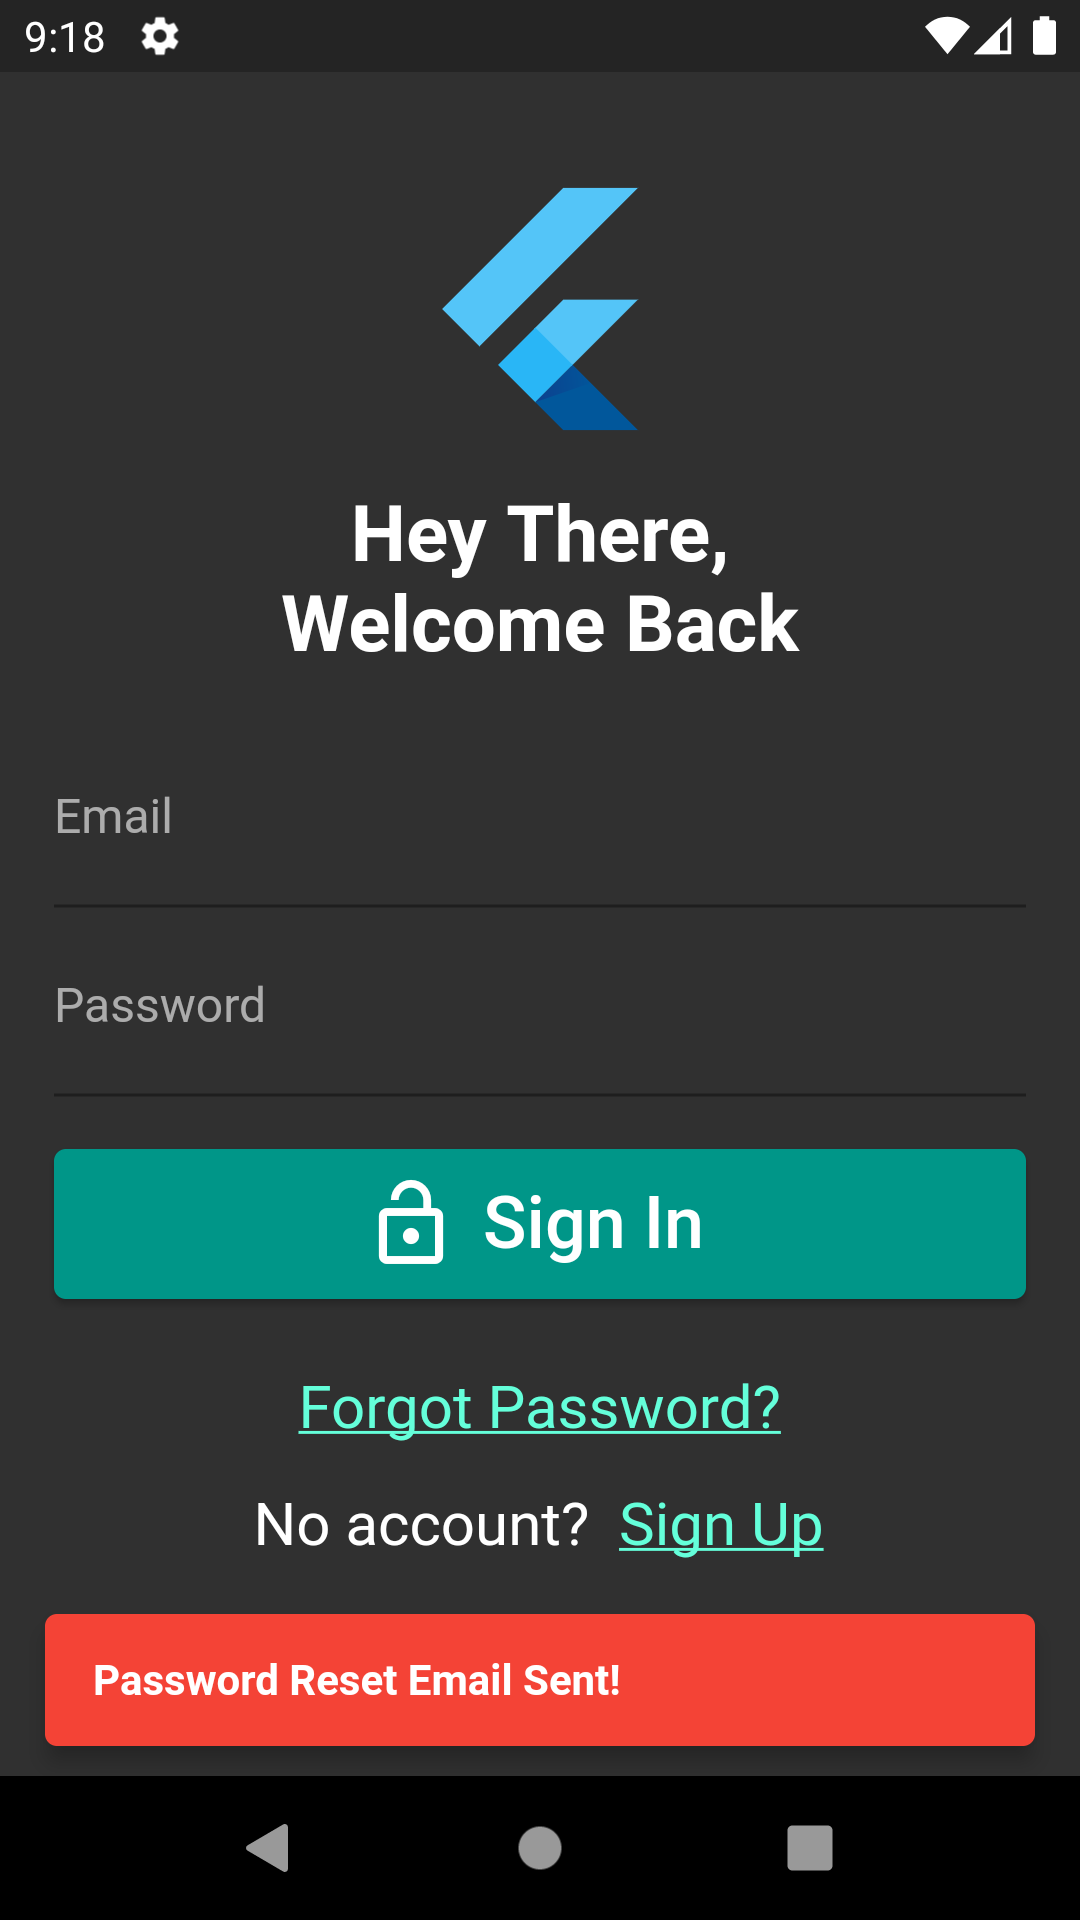 9:18
Hey There,
Welcome Back
Email
Password
Sign In
Forgot Password?
No account? Sign Up
Password Reset Email Sent!